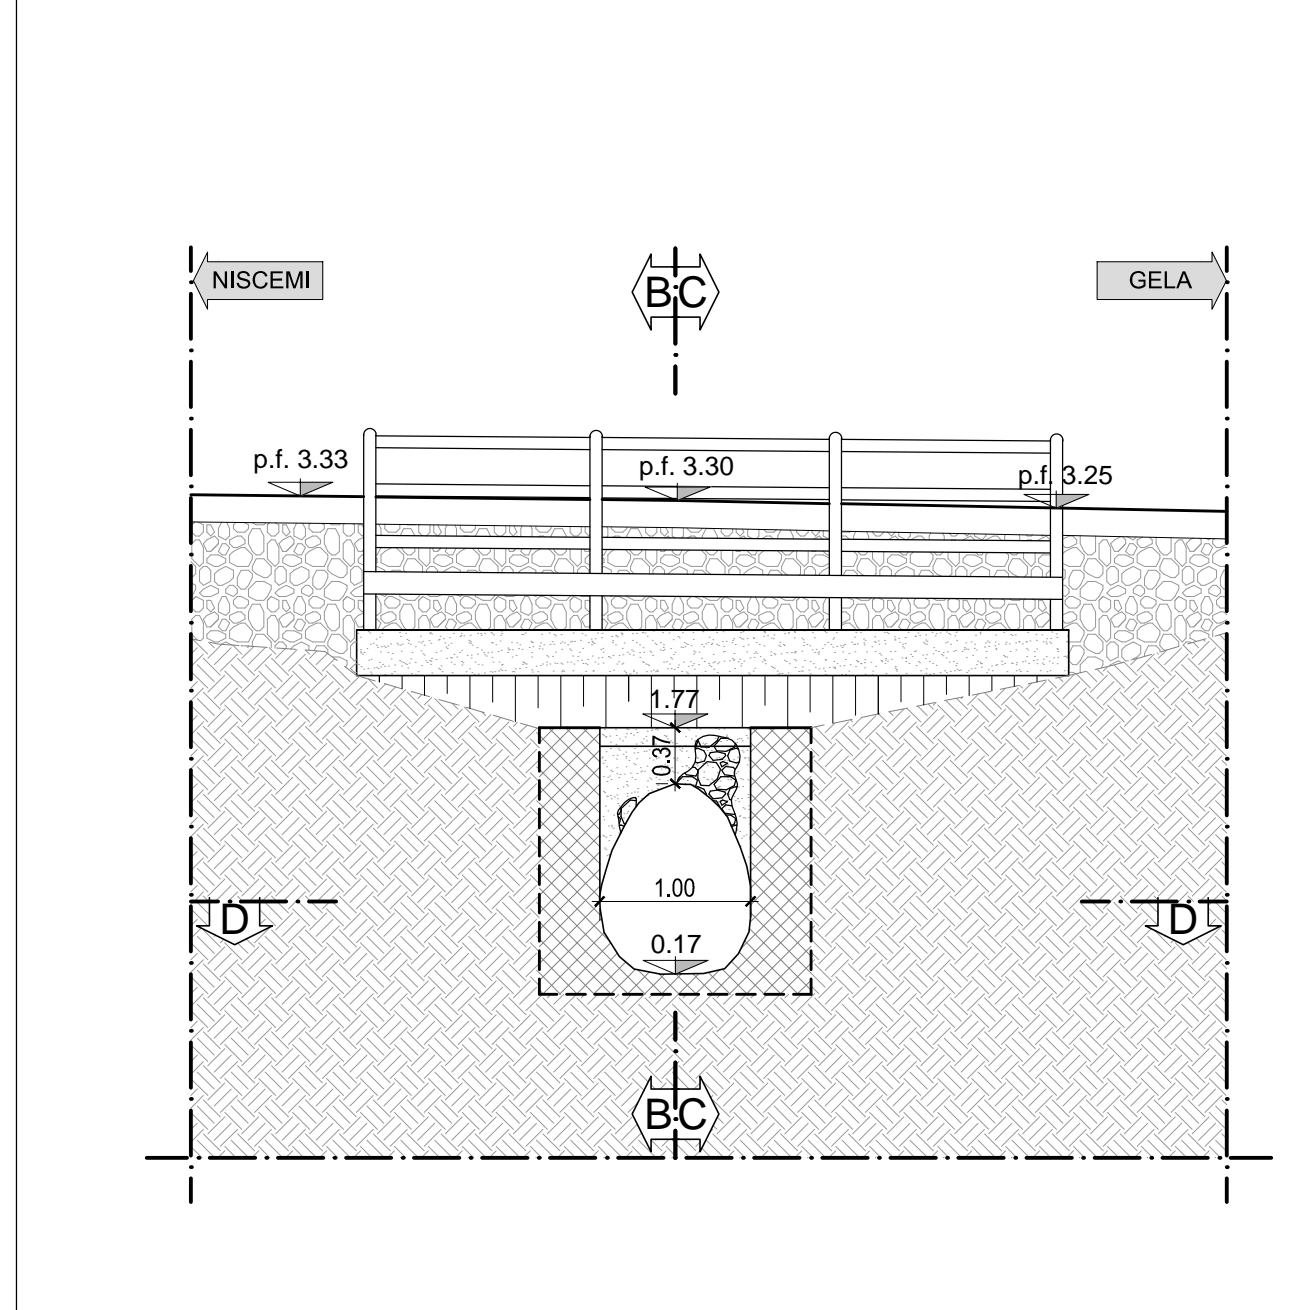 NISCEMI
B C
GELA
p.f. 3.33
p.f. 3.30
p.f. 3.25
1.77
0.37
1.00
D
D
0.17
B C